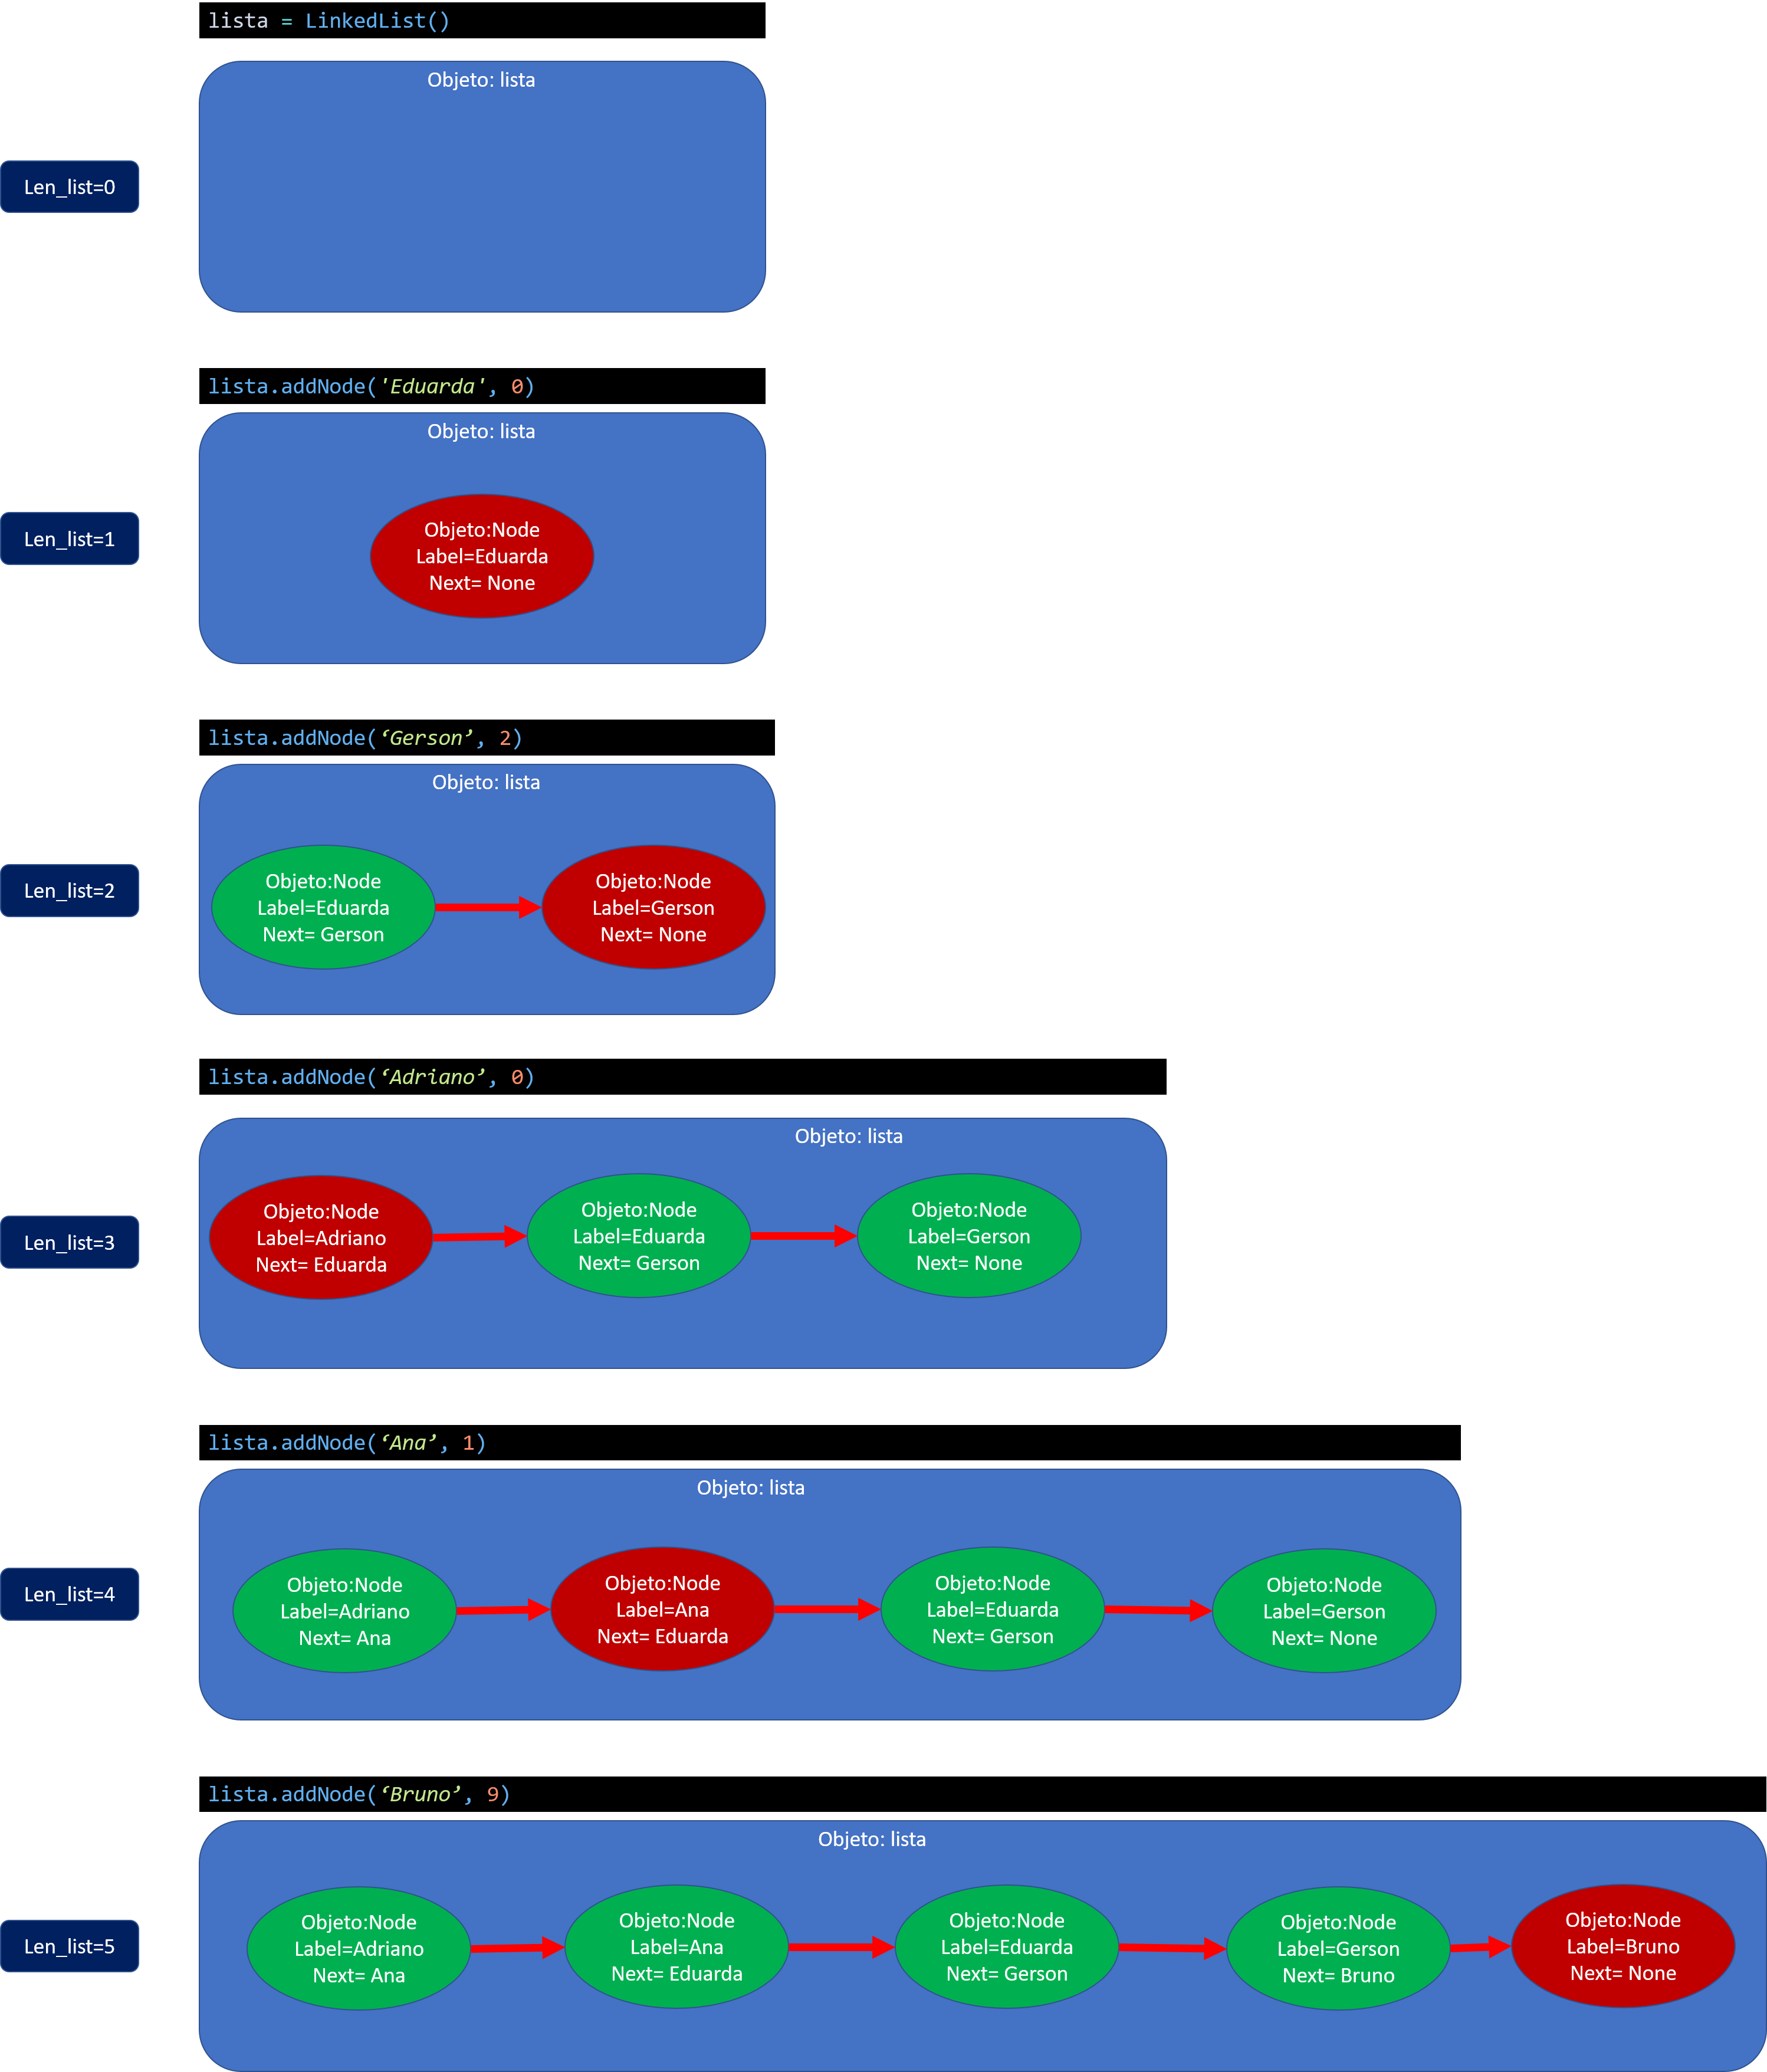 lista = LinkedList()
Objeto: lista
Len_list=0
lista.addNode('Eduarda', 0)
Objeto: lista
Len_list=1
Objeto:Node
Label=Eduarda
Next= None
lista.addNode(‘Gerson’, 2)
Objeto: lista
Len_list=2
Objeto:Node
Label=Eduarda
Next= Gerson
Objeto:Node
Label=Gerson
Next= None
lista.addNode(‘Adriano’, 0)
Objeto: lista
Len_list=3
Objeto:Node
Label=Adriano
Next= Eduarda
Objeto:Node
Label=Eduarda
Next= Gerson
Objeto:Node
Label=Gerson
Next= None
lista.addNode(‘Ana’, 1)
Objeto: lista
Len_list=4
Objeto:Node
Label=Adriano
Next= Ana
Objeto:Node
Label=Ana
Next= Eduarda
Objeto:Node
Label=Eduarda
Next= Gerson
Objeto:Node
Label=Gerson
Next= None
lista.addNode(‘Bruno’, 9)
Objeto: lista
Len_list=5
Objeto:Node
Label=Adriano
Next= Ana
Objeto:Node
Label=Ana
Next= Eduarda
Objeto:Node
Label=Eduarda
Next= Gerson
Objeto:Node
Label=Gerson
Next= Bruno
Objeto:Node
Label=Bruno
Next= None